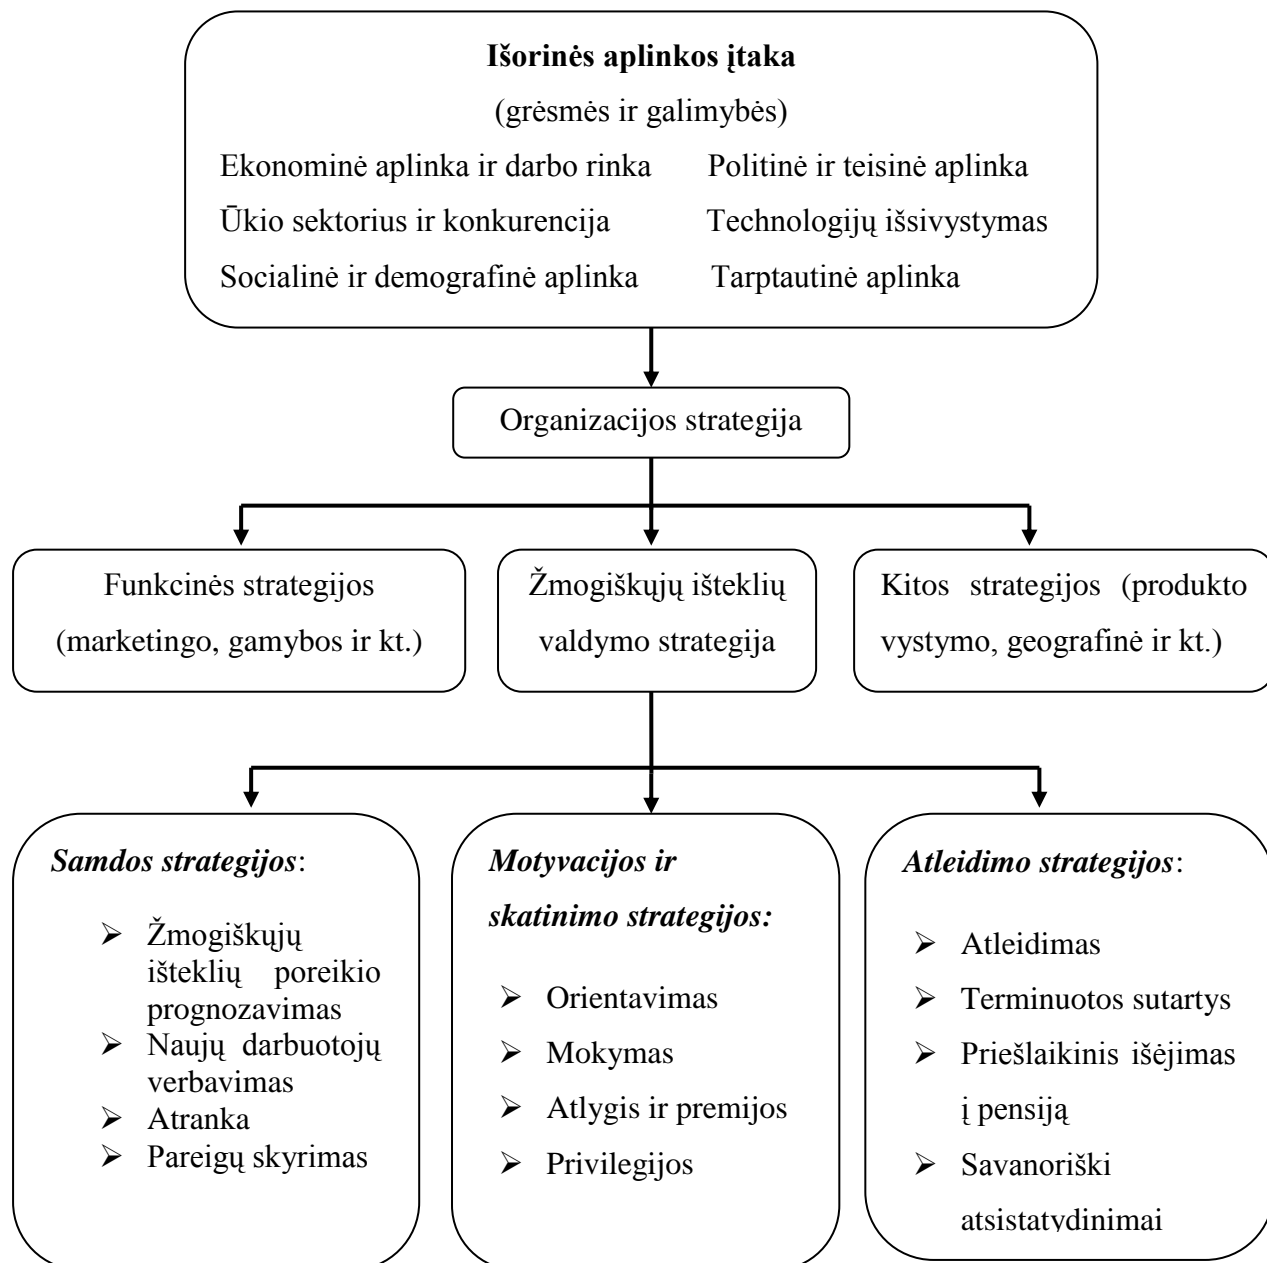 Išorinės aplinkos įtaka
(grėsmės ir galimybės)
Ekonominė aplinka ir darbo rinka Politinė ir teisinė aplinka
Ūkio sektorius ir konkurencija Technologijų išsivystymas
Socialinė ir demografinė aplinka Tarptautinė aplinka
Organizacijos strategija
Funkcinės strategijos
(marketingo, gamybos ir kt.)
Žmogiškųjų išteklių
valdymo strategija
Kitos strategijos (produkto
vystymo, geografinė ir kt.)
Samdos strategijos:
➢ Žmogiškųjų
išteklių poreikio
prognozavimas
➢ Naujų darbuotojų
verbavimas
➢ Atranka
➢ Pareigų skyrimas
Motyvacijos ir
skatinimo strategijos:
➢ Orientavimas
➢ Mokymas
➢ Atlygis ir premijos
➢ Privilegijos
Atleidimo strategijos:
➢ Atleidimas
➢ Terminuotos sutartys
➢ Priešlaikinis išėjimas
į pensiją
➢ Savanoriški
atsistatydinimai